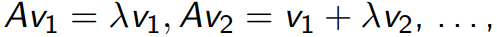 Av₁ = λv₁, Av₂ = v₁ + λv₂, …,